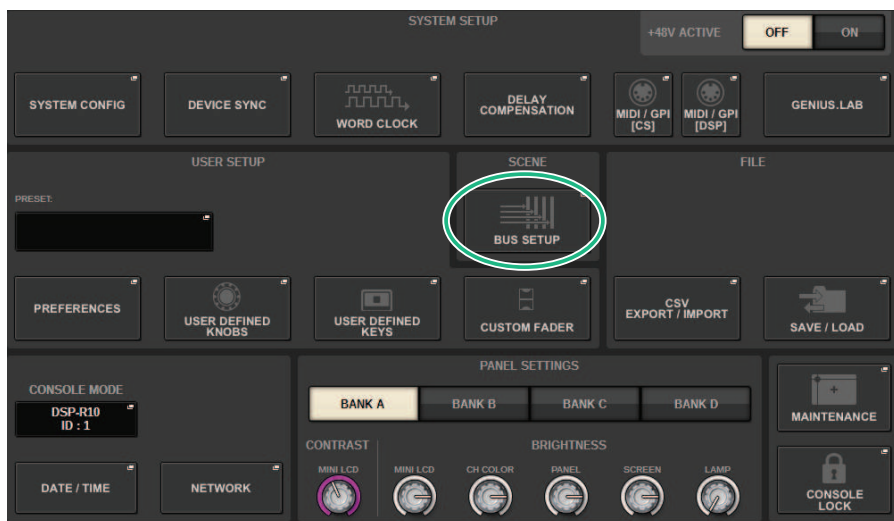 SYSTEM SETUP
+48V ACTIVE
OFF
ON
SYSTEM CONFIG
DEVICE SYNC
WORD CLOCK
DELAY
COMPENSATION
MIDI / GPI
[CS]
MIDI / GPI
[DSP]
GENIUS.LAB
USER SETUP
SCENE
FILE
PRESET:
BUS SETUP
PREFERENCES
USER DEFINED
KNOBS
USER DEFINED
KEYS
CUSTOM FADER
CSV
EXPORT / IMPORT
SAVE / LOAD
PANEL SETTINGS
CONSOLE MODE
DSP-R10
ID : 1
BANK A
BANK B
BANK C
BANK D
MAINTENANCE
CONTRAST
BRIGHTNESS
MINI LCD
MINI LCD
CH COLOR
PANEL
SCREEN
LAMP
DATE / TIME
NETWORK
CONSOLE
LOCK